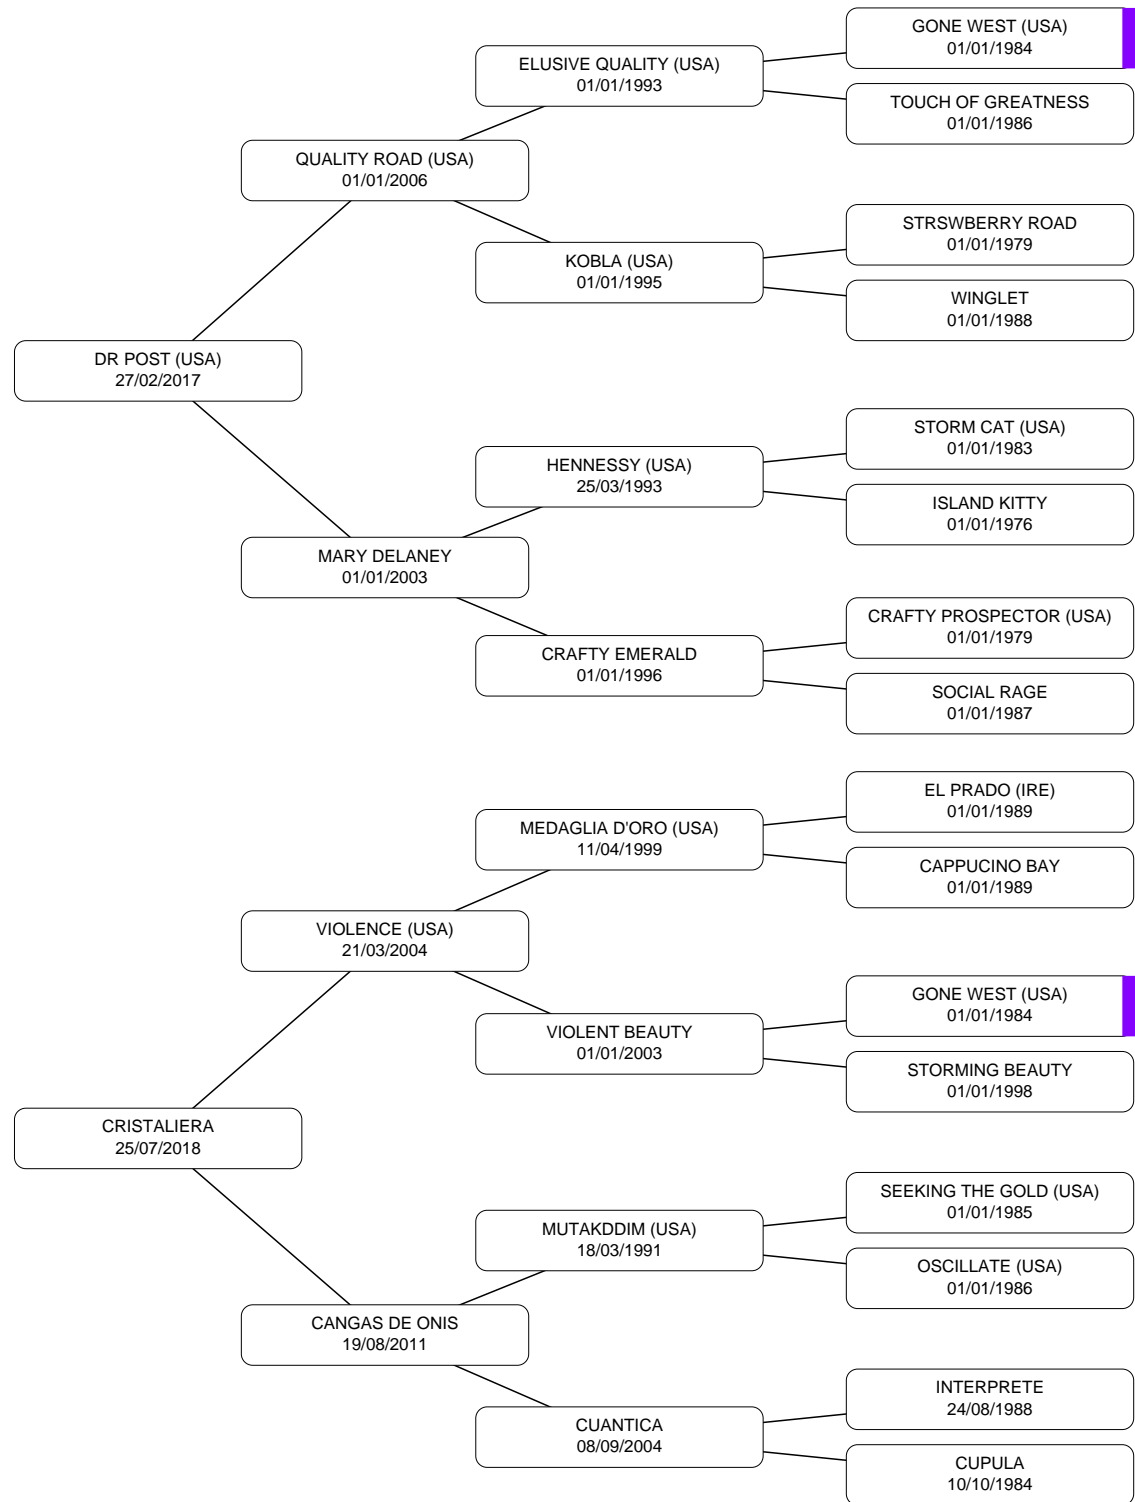 GONE WEST (USA)
01/01/1984
ELUSIVE QUALITY (USA)
01/01/1993
TOUCH OF GREATNESS
01/01/1986
QUALITY ROAD (USA)
01/01/2006
STRSWBERRY ROAD
01/01/1979
KOBLA (USA)
01/01/1995
WINGLET
01/01/1988
DR POST (USA)
27/02/2017
STORM CAT (USA)
01/01/1983
HENNESSY (USA)
25/03/1993
ISLAND KITTY
01/01/1976
MARY DELANEY
01/01/2003
CRAFTY PROSPECTOR (USA)
01/01/1979
CRAFTY EMERALD
01/01/1996
SOCIAL RAGE
01/01/1987
EL PRADO (IRE)
01/01/1989
MEDAGLIA D'ORO (USA)
11/04/1999
CAPPUCINO BAY
01/01/1989
VIOLENCE (USA)
21/03/2004
GONE WEST (USA)
01/01/1984
VIOLENT BEAUTY
01/01/2003
STORMING BEAUTY
01/01/1998
CRISTALIERA
25/07/2018
SEEKING THE GOLD (USA)
01/01/1985
MUTAKDDIM (USA)
18/03/1991
OSCILLATE (USA)
01/01/1986
CANGAS DE ONIS
19/08/2011
INTERPRETE
24/08/1988
CUANTICA
08/09/2004
CUPULA
10/10/1984